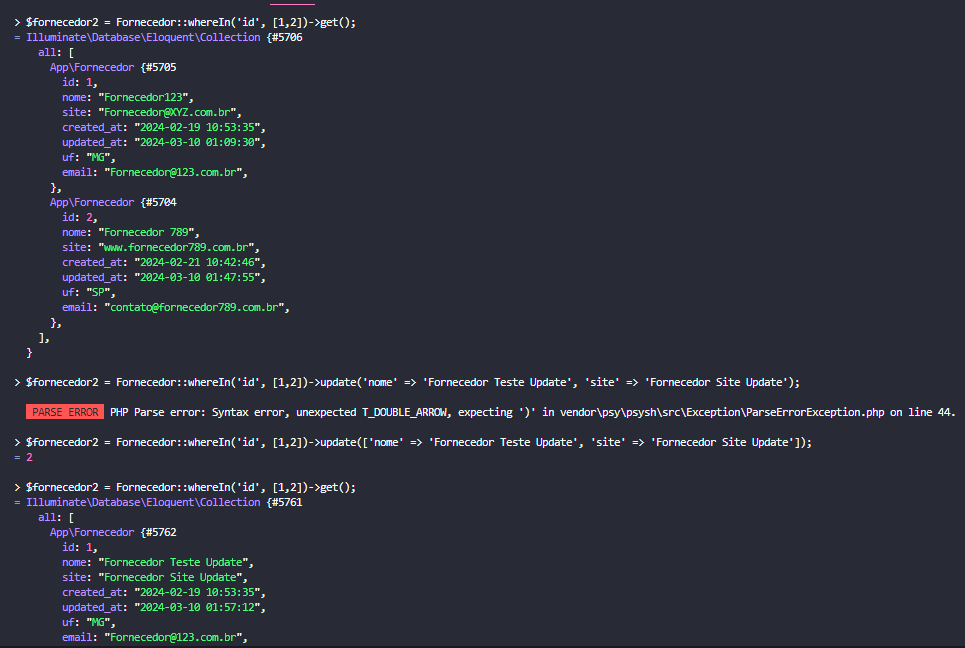 > $fornecedor2 = Fornecedor::whereIn('id', [1,2])->get();
= Illuminate\Database\Eloquent\Collection {#5706
all: [
App\Fornecedor {#5705
id: 1,
nome: "Fornecedor123",
site: "Fornecedor@XYZ.com.br",
created_at: "2024-02-19 10:53:35",
updated_at: "2024-03-10 01:09:30",
uf: "MG",
email: "Fornecedor@123.com.br",
},
App\Fornecedor {#5704
id: 2,
nome: "Fornecedor 789",
site: "www.fornecedor789.com.br",
created_at: "2024-02-21 10:42:46",
updated_at: "2024-03-10 01:47:55",
uf: "SP",
email: "contato@fornecedor789.com.br",
},
],
}
> $fornecedor2 = Fornecedor::whereIn('id', [1,2])->update('nome' => 'Fornecedor Teste Update', 'site' => 'Fornecedor Site Update');
PARSE ERROR PHP Parse error: Syntax error, unexpected T_DOUBLE_ARROW, expecting ')' in vendor\psy\psysh\src\Exception\ParseErrorException.php on line 44.
> $fornecedor2 = Fornecedor::whereIn('id', [1,2])->update(['nome' => 'Fornecedor Teste Update', 'site' => 'Fornecedor Site Update']);
= 2
> $fornecedor2 = Fornecedor::whereIn('id', [1,2])->get();
= Illuminate\Database\Eloquent\Collection {#5761
all: [
App\Fornecedor {#5762
id: 1,
nome: "Fornecedor Teste Update",
site: "Fornecedor Site Update",
created_at: "2024-02-19 10:53:35",
updated_at: "2024-03-10 01:57:12",
uf: "MG",
email: "Fornecedor@123.com.br",